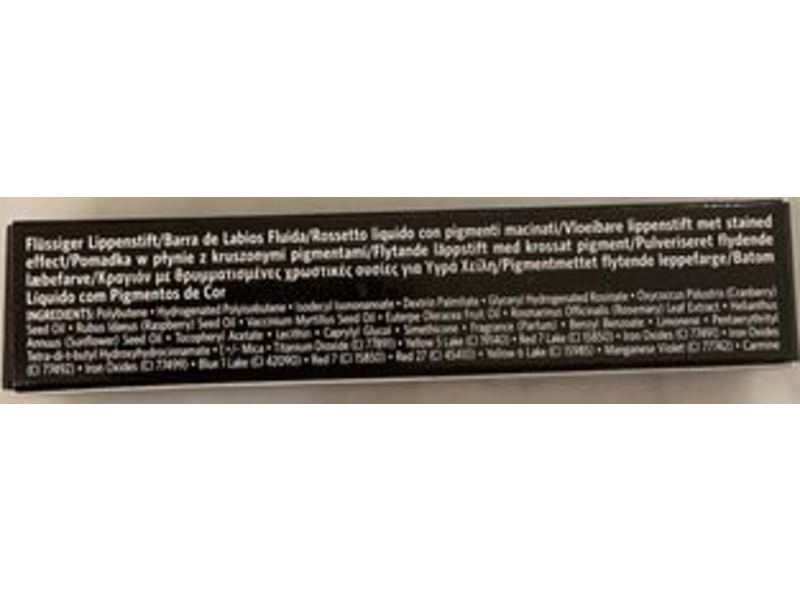 Flüssiger Lippenstift/Barra de Labios Fluida/Rossetto liquido con pigmenti macinati/Vloeibare lippenstift met stained
effect/Pomadka w płynie z kruszonymi pigmentami/Flytande läppstift med krossat pigment/Pulveriseret flydende
læbefarve/Κραγιόν με θρυμματισμένες χρωστικές ουσίες για Υγρά Χείλη/Pigmentmettet flytende leppefarge/Batom
Líquido com Pigmentos de Cor
INGREDIENTS: Polybutene • Hydrogenated Polyisobutene • Isodecyl Isononanoate • Dextrin Palmitate • Glyceryl Hydrogenated Rosinate • Oxycoccus Palustris (Cranberry)
Seed Oil • Rubus Idaeus (Raspberry) Seed Oil • Vaccinium Myrtillus Seed Oil • Euterpe Oleracea Fruit Oil • Rosmarinus Officinalis (Rosemary) Leaf Extract • Helianthus
Annuus (Sunflower) Seed Oil • Tocopheryl Acetate • Lecithin • Caprylyl Glycol • Simethicone • Fragrance (Parfum) • Benzyl Benzoate • Limonene • Pentaerythrityl
Tetra-di-t-butyl Hydroxyhydrocinnamate • [+/- Mica • Titanium Dioxide (CI 77891) • Yellow 5 Lake (CI 19140) • Red 7 Lake (CI 15850) • Iron Oxides (CI 77491) • Iron Oxides
(CI 77492) • Iron Oxides (CI 77499) • Blue 1 Lake (CI 42090) • Red 7 (CI 15850) • Red 27 (CI 45410) • Yellow 6 Lake (CI 15985) • Manganese Violet (CI 77742) • Carmine